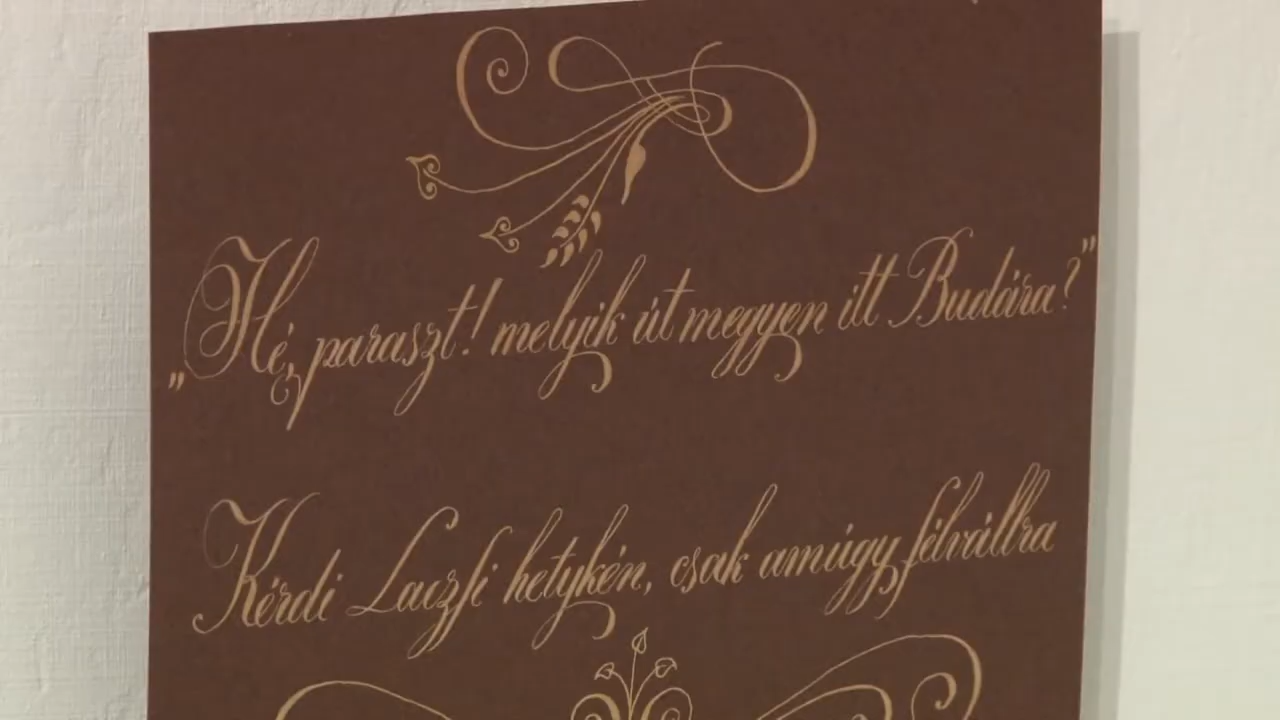 „Hé, paraszt! melyik út megyen itt Budára?”
Kérdi Laczfi hetykén, csak amúgy félvállra